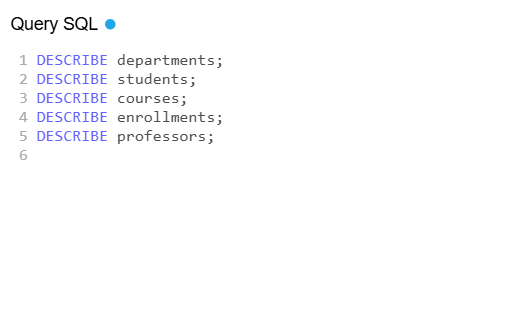 Query SQL
1 DESCRIBE departments;
2 DESCRIBE students;
3 DESCRIBE courses;
4 DESCRIBE enrollments;
5 DESCRIBE professors;
6